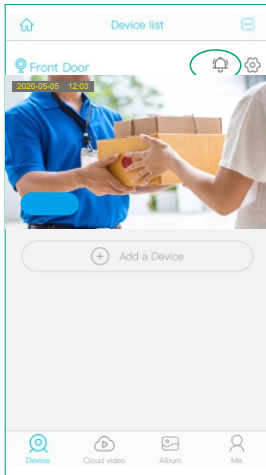 Device list
Front Door
2020-05-05 12:03
Add a Device
Device Cloud video Album Me